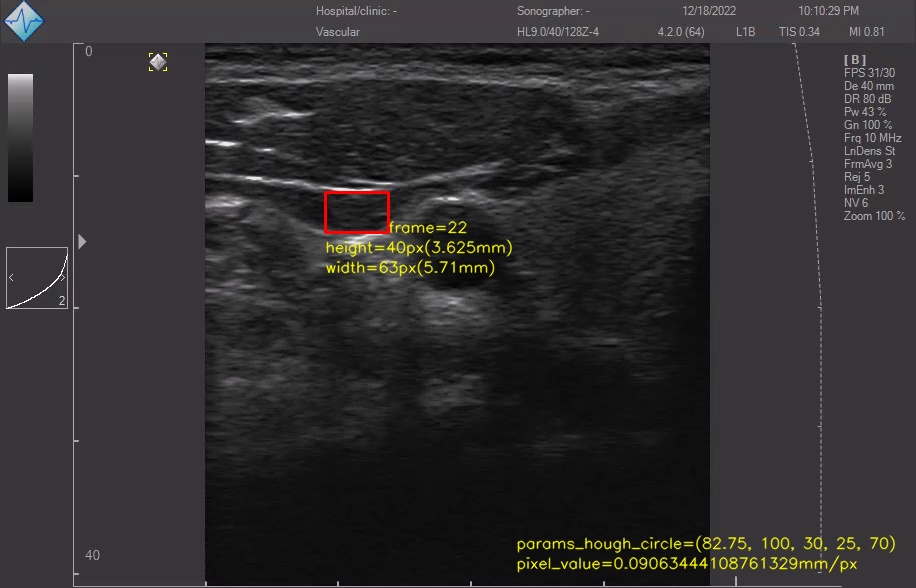 Hospital/clinic: - Sonographer: - 12/18/2022 10:10:29 PM
Vascular HL9.0/40/128Z-4 4.2.0 (64) L1B TIS 0.34 MI 0.81
0
[ B ]
FPS 31/30
De 40 mm
DR 80 dB
Pw 43 %
Gn 100 %
Frq 10 MHz
LnDens St
FrmAvg 3
Rej 5
ImEnh 3
NV 6
Zoom 100 %
frame=22
height=40px(3.625mm)
width=63px(5.71mm)
2
40
params_hough_circle=(82.75, 100, 30, 25, 70)
pixel_value=0.09063444108761329mm/px